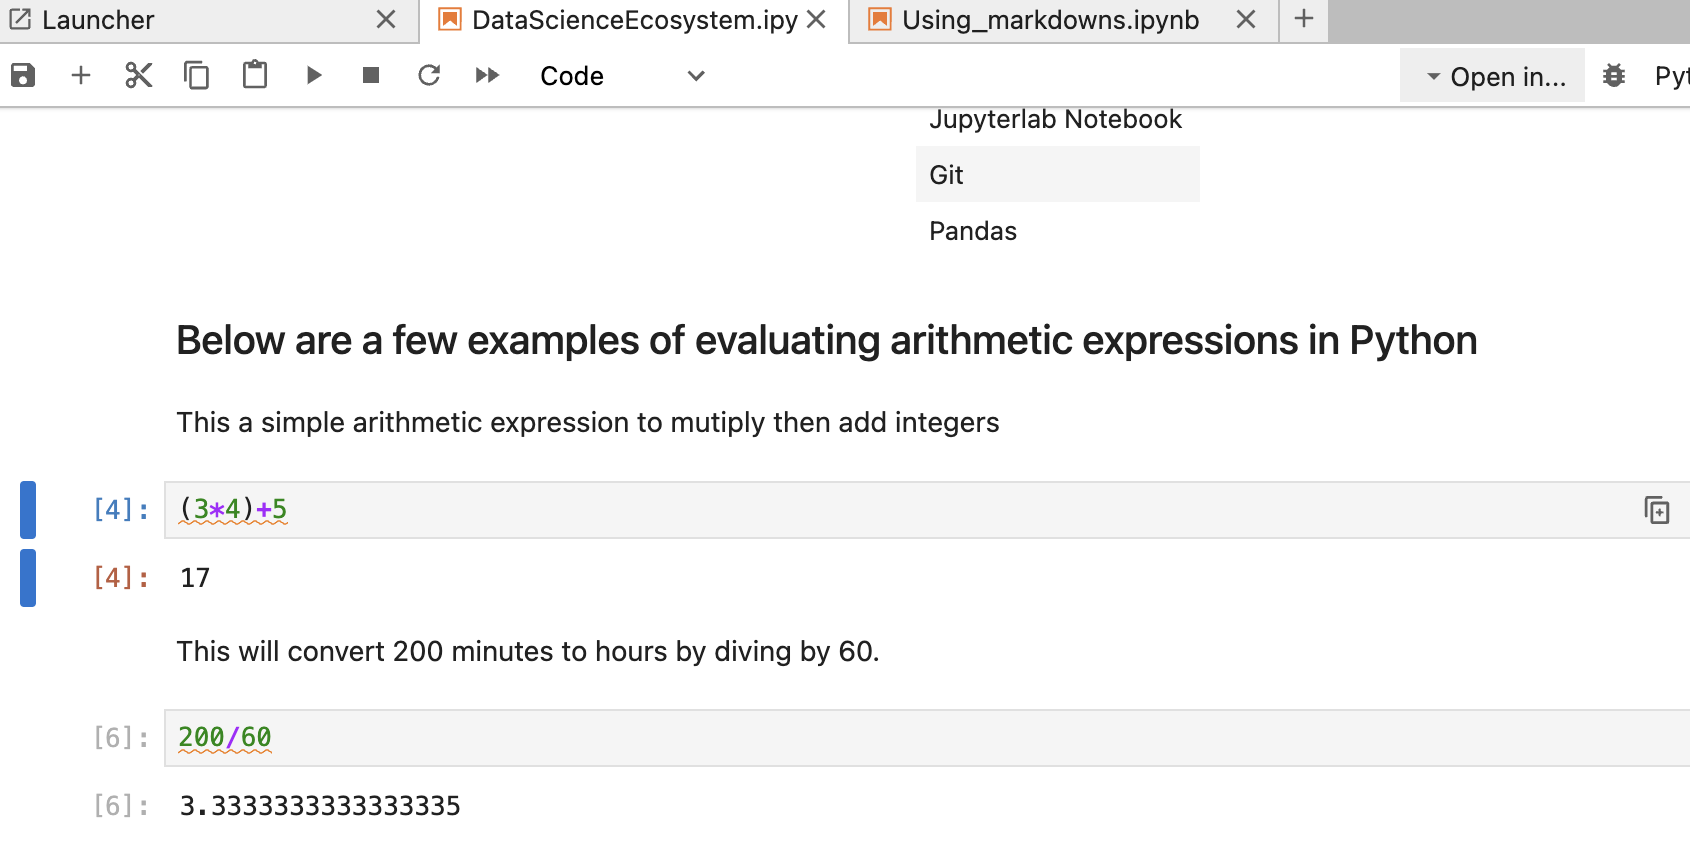 Launcher
DataScienceEcosystem.ipy
Using_markdowns.ipynb
Code
Open in...
Pyt
Jupyterlab Notebook
Git
Pandas
Below are a few examples of evaluating arithmetic expressions in Python
This a simple arithmetic expression to mutiply then add integers
[4]: (3*4)+5
[4]: 17
This will convert 200 minutes to hours by diving by 60.
[6]: 200/60
[6]: 3.3333333333333335